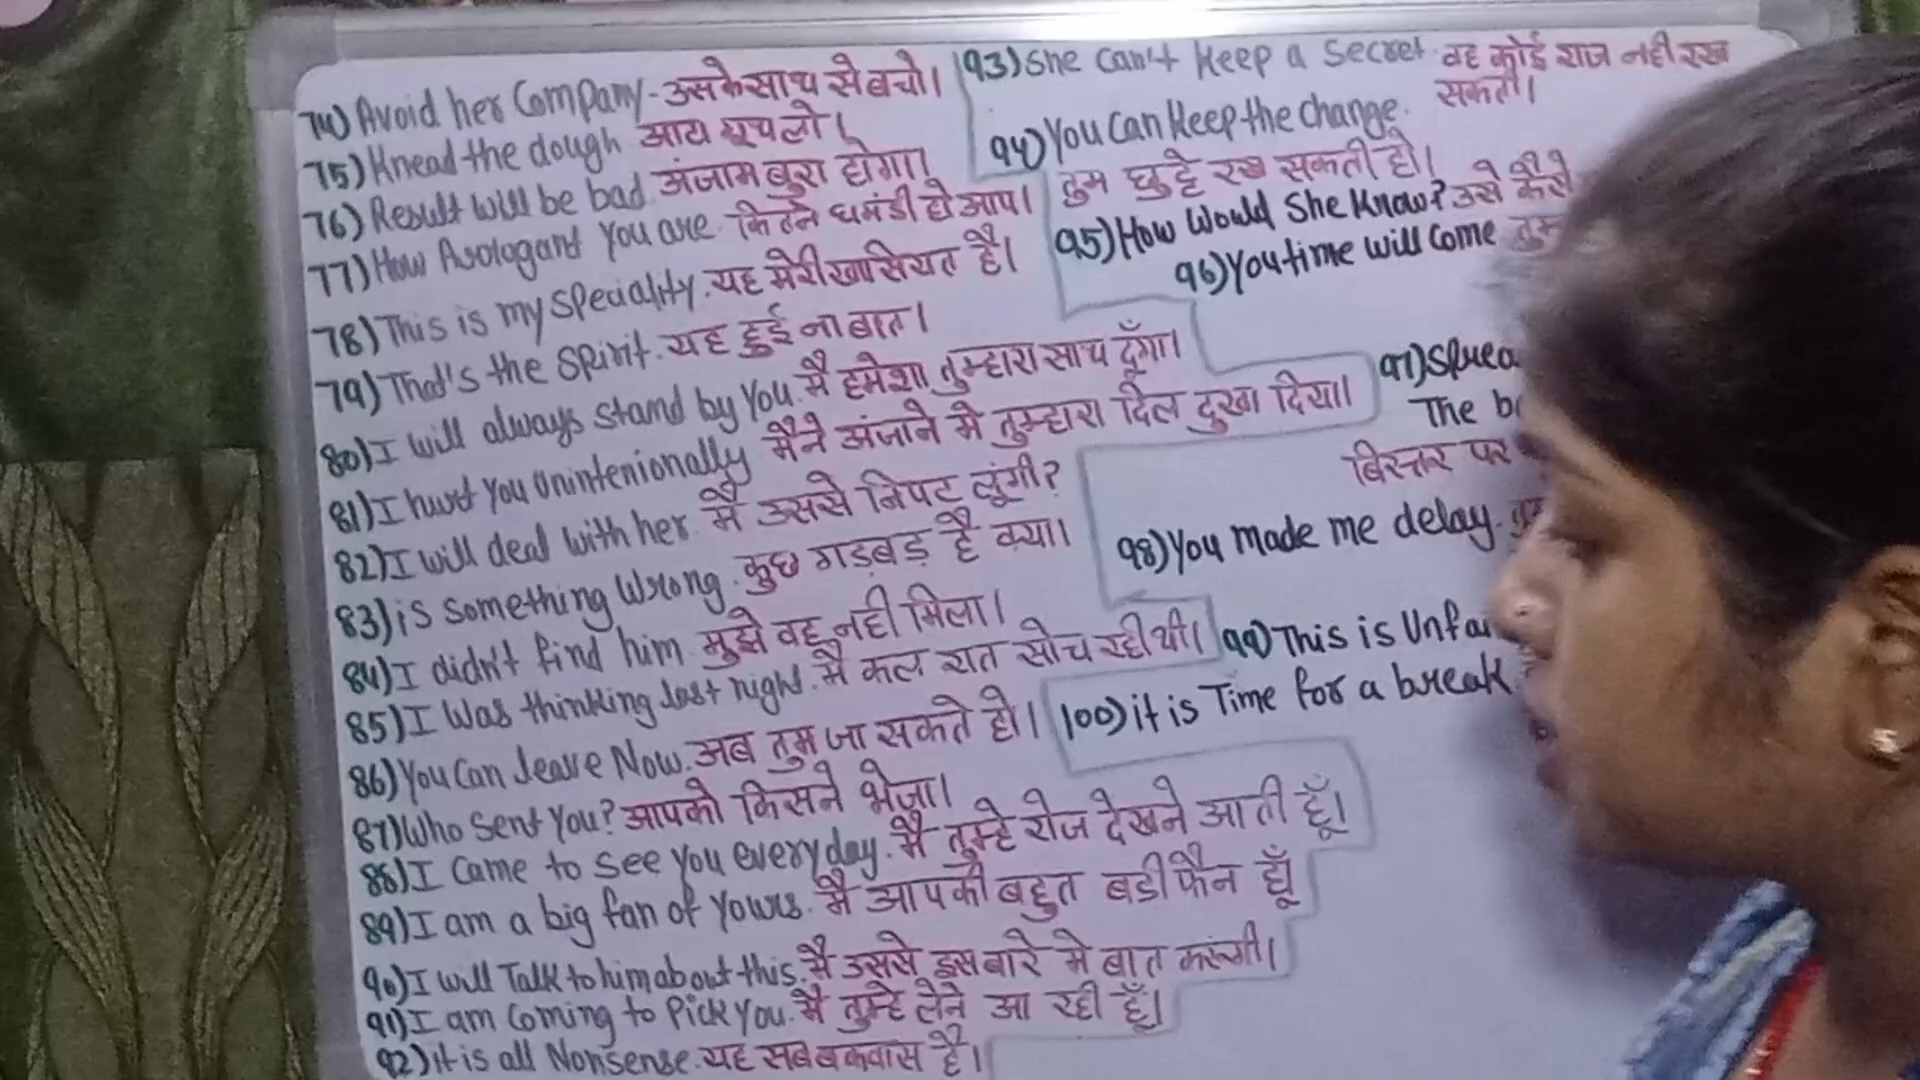 74) Avoid her Company - उसके साथ से बचो।
75) Knead the dough आटा गूथ लो।
76) Result will be bad. अंजाम बुरा होगा।
77) How Asologant You are. कितने घमंडी हो आप।
78) This is my speciality. यह मेरी खासियत है।
79) That's the spirit. यह हुई ना बात।
80) I will always stand by You. मै हमेशा तुम्हारा साथ दूँगा।
81) I hurt you unintenionally मैने अंजाने मे तुम्हारा दिल दुखा दिया।
82) I will deal with her. मै उससे निपट लूंगी?
83) is something Wrong. कुछ गड़बड़ है क्या।
84) I didn't find him मुझे वह नही मिला।
85) I Was thinking last night. मै कल रात सोच रही थी।
86) You Can leave Now. अब तुम जा सकते हो।
87) Who sent You? आपको किसने भेजा।
88) I Came to see you everyday. मै तुम्हे रोज देखने आती हूँ।
89) I am a big fan of Yours. मै आपकी बहुत बडी फैन हूँ
90) I will Talk to him about this. मै उससे इस बारे मे बात करूंगी।
91) I am Coming to Pick You. मै तुम्हे लेने आ रही हूँ।
92) it is all Nonsense. यह सब बकवास है।
93) She can't keep a Secret. वह कोई राज नही रख
सकती।
94) You Can Keep the change.
तुम छुट्टे रख सकती हो।
95) How Would She Know? उसे कैसे
96) You time will Come तुम
97)
The
बिस्तर पर
98) You made me delay.
99) This is
100) it is Time for a break